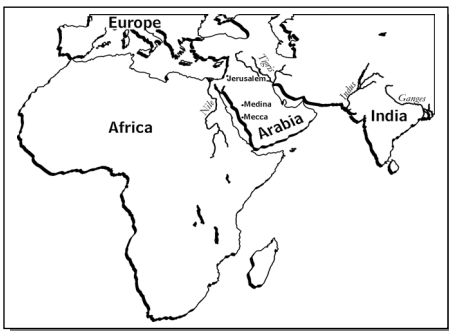 Europe
Tigris
Jerusalem
Indus
Ganges
Nile
Medina
Mecca
India
Arabia
Africa